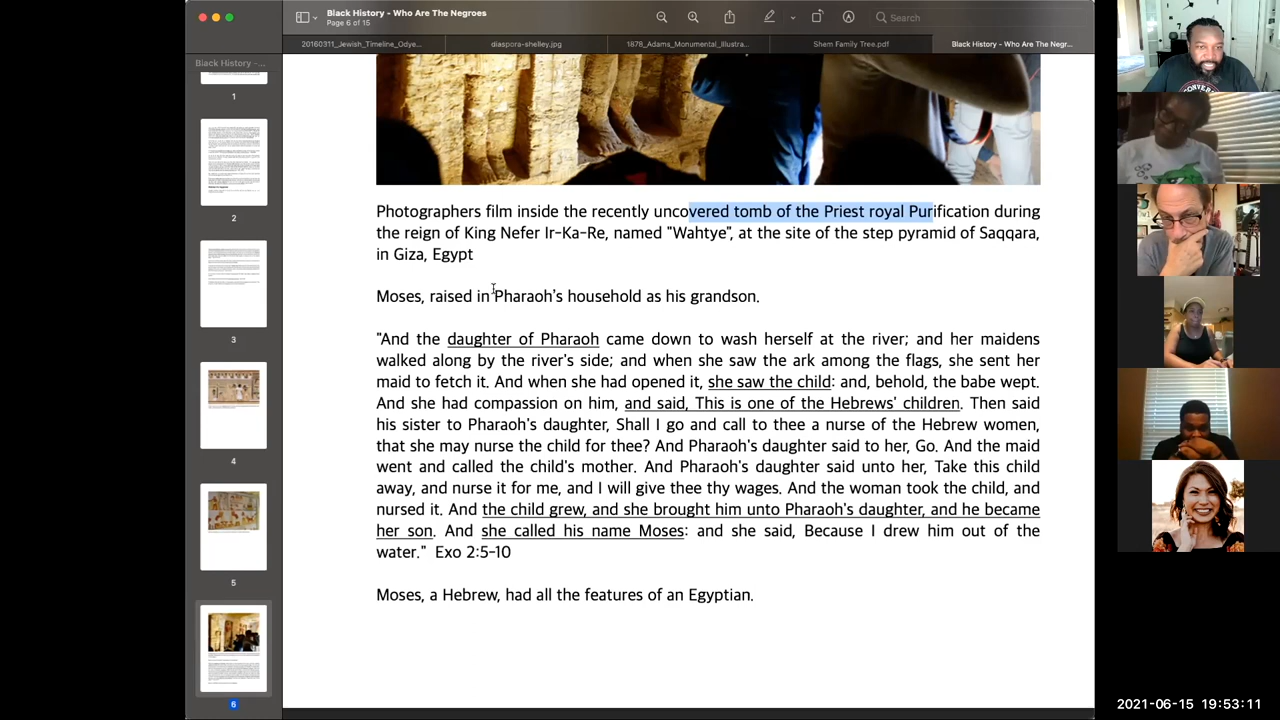 Black History - Who Are The Negroes
Page 6 of 15
Search
20160311_Jewish_Timeline_Odye...
diaspora-shelley.jpg
1878_Adams_Monumental_Illustra...
Shem Family Tree.pdf
Black History - Who Are The Negr...
Black History -...
1
2
3
4
5
6
Photographers film inside the recently uncovered tomb of the Priest royal Purification during
the reign of King Nefer Ir-Ka-Re, named "Wahtye", at the site of the step pyramid of Saqqara,
in Giza, Egypt
Moses, raised in Pharaoh's household as his grandson.
"And the daughter of Pharaoh came down to wash herself at the river; and her maidens
walked along by the river's side; and when she saw the ark among the flags, she sent her
maid to fetch it. And when she had opened it, she saw the child: and, behold, the babe wept.
And she had compassion on him, and said, This is one of the Hebrews' children. Then said
his sister to Pharaoh's daughter, Shall I go and call to thee a nurse of the Hebrew women,
that she may nurse the child for thee? And Pharaoh's daughter said to her, Go. And the maid
went and called the child's mother. And Pharaoh's daughter said unto her, Take this child
away, and nurse it for me, and I will give thee thy wages. And the woman took the child, and
nursed it. And the child grew, and she brought him unto Pharaoh's daughter, and he became
her son. And she called his name Moses: and she said, Because I drew him out of the
water." Exo 2:5-10
Moses, a Hebrew, had all the features of an Egyptian.
2021-06-15 19:53:11